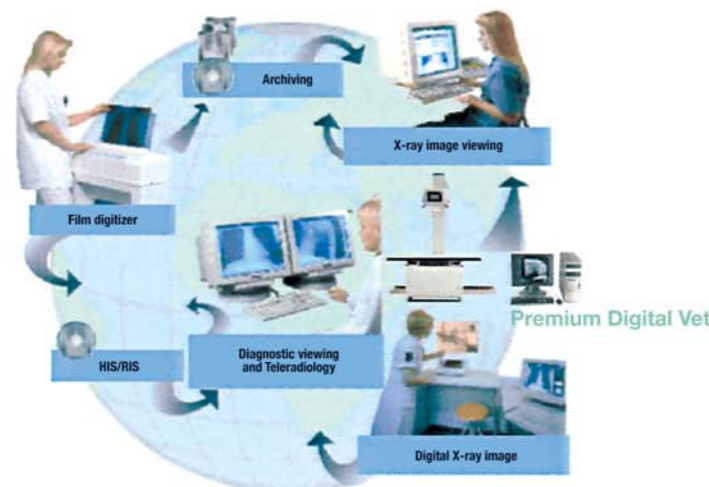 Archiving
X-ray image viewing
Film digitizer
Premium Digital Vet
HIS/RIS
Diagnostic viewing
and Teleradiology
Digital X-ray image